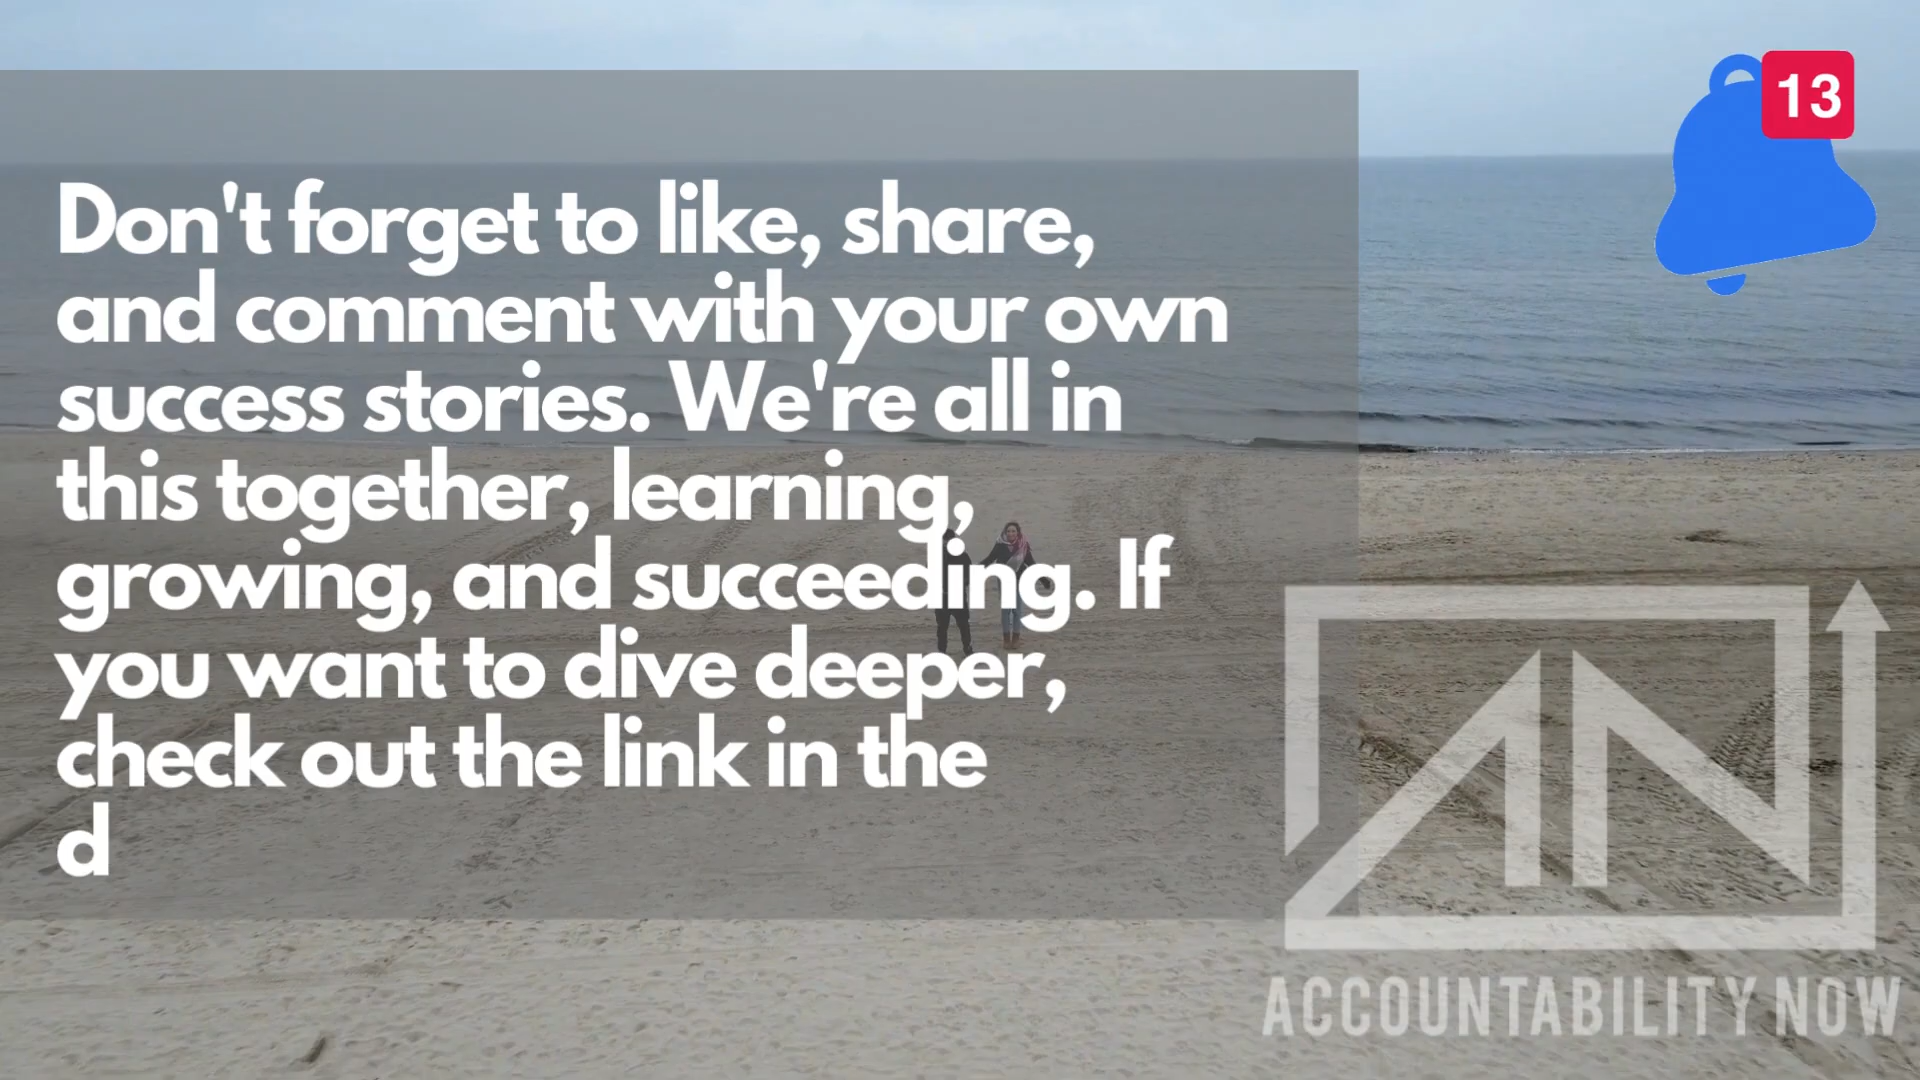 13
Don't forget to like, share,
and comment with your own
success stories. We're all in
this together, learning,
growing, and succeeding. If
you want to dive deeper,
check out the link in the
d
AN
ACCOUNTABILITY NOW